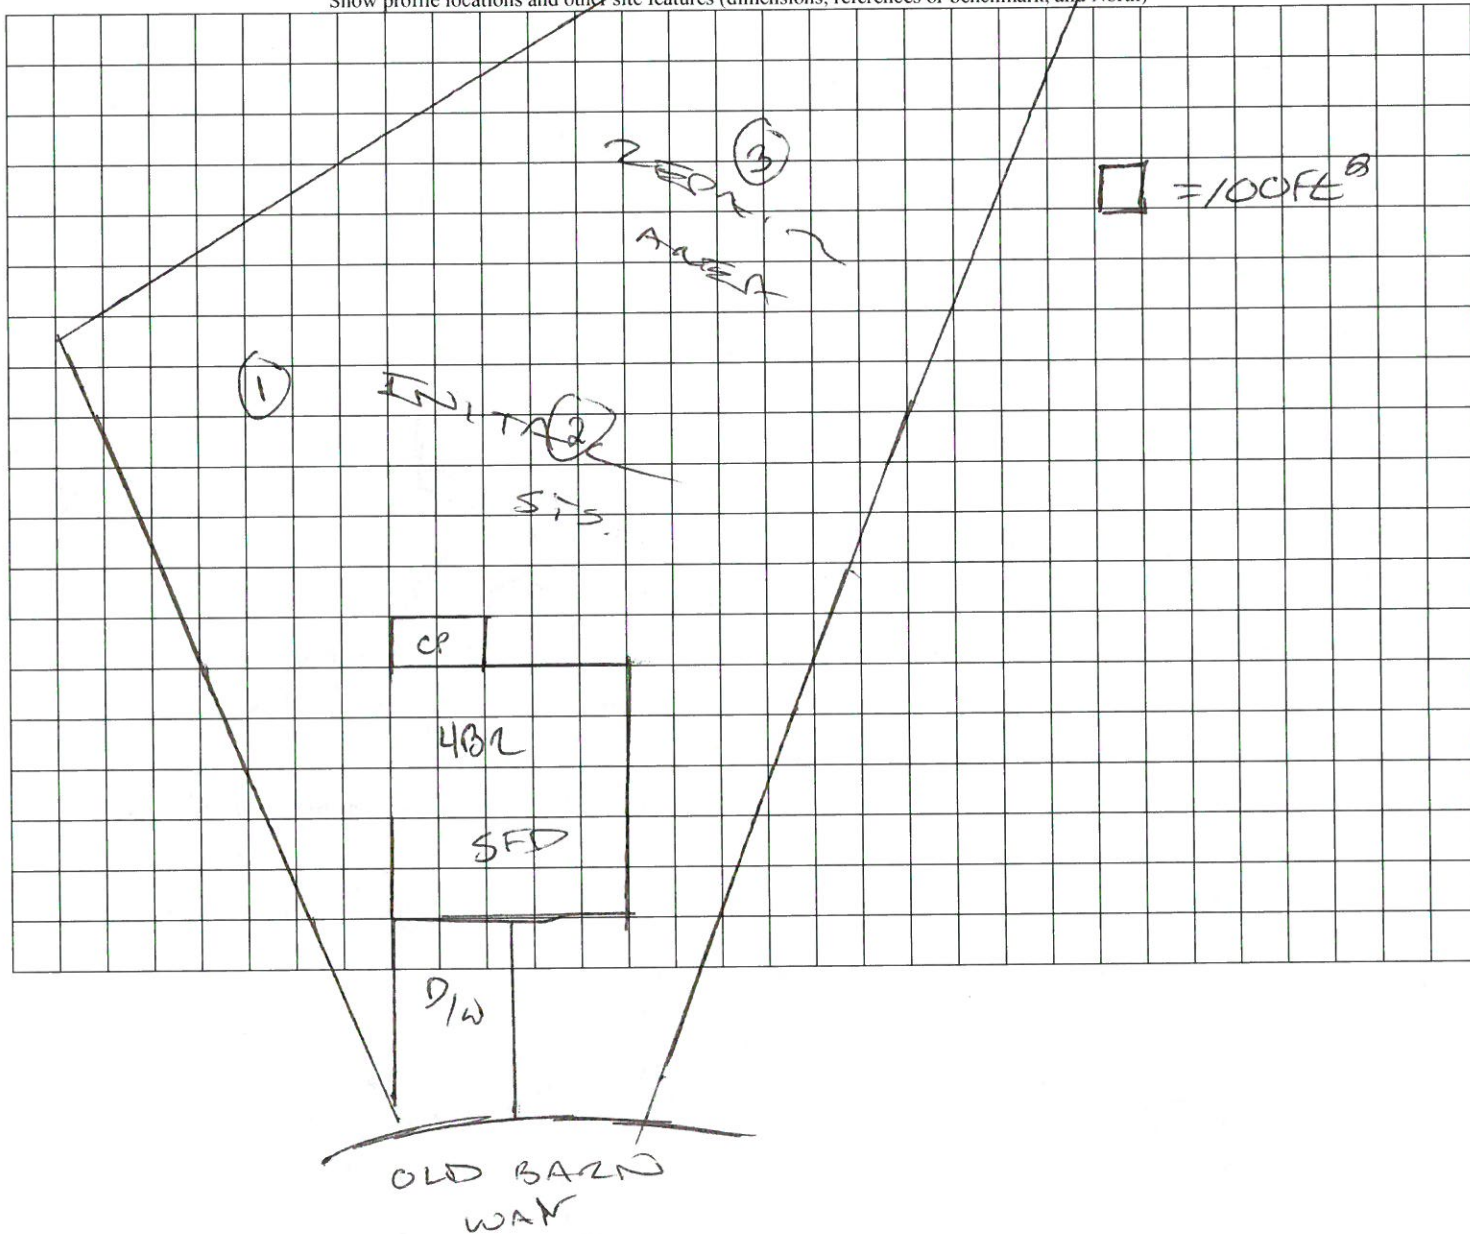 Show profile locations and other site features (dimensions, references or benchmark, and North)
3
REPAIR
AREA
=100Ft²
1
INITAL
2
SYS.
CP
4BR
SFD
D/W
OLD BARN
WAY